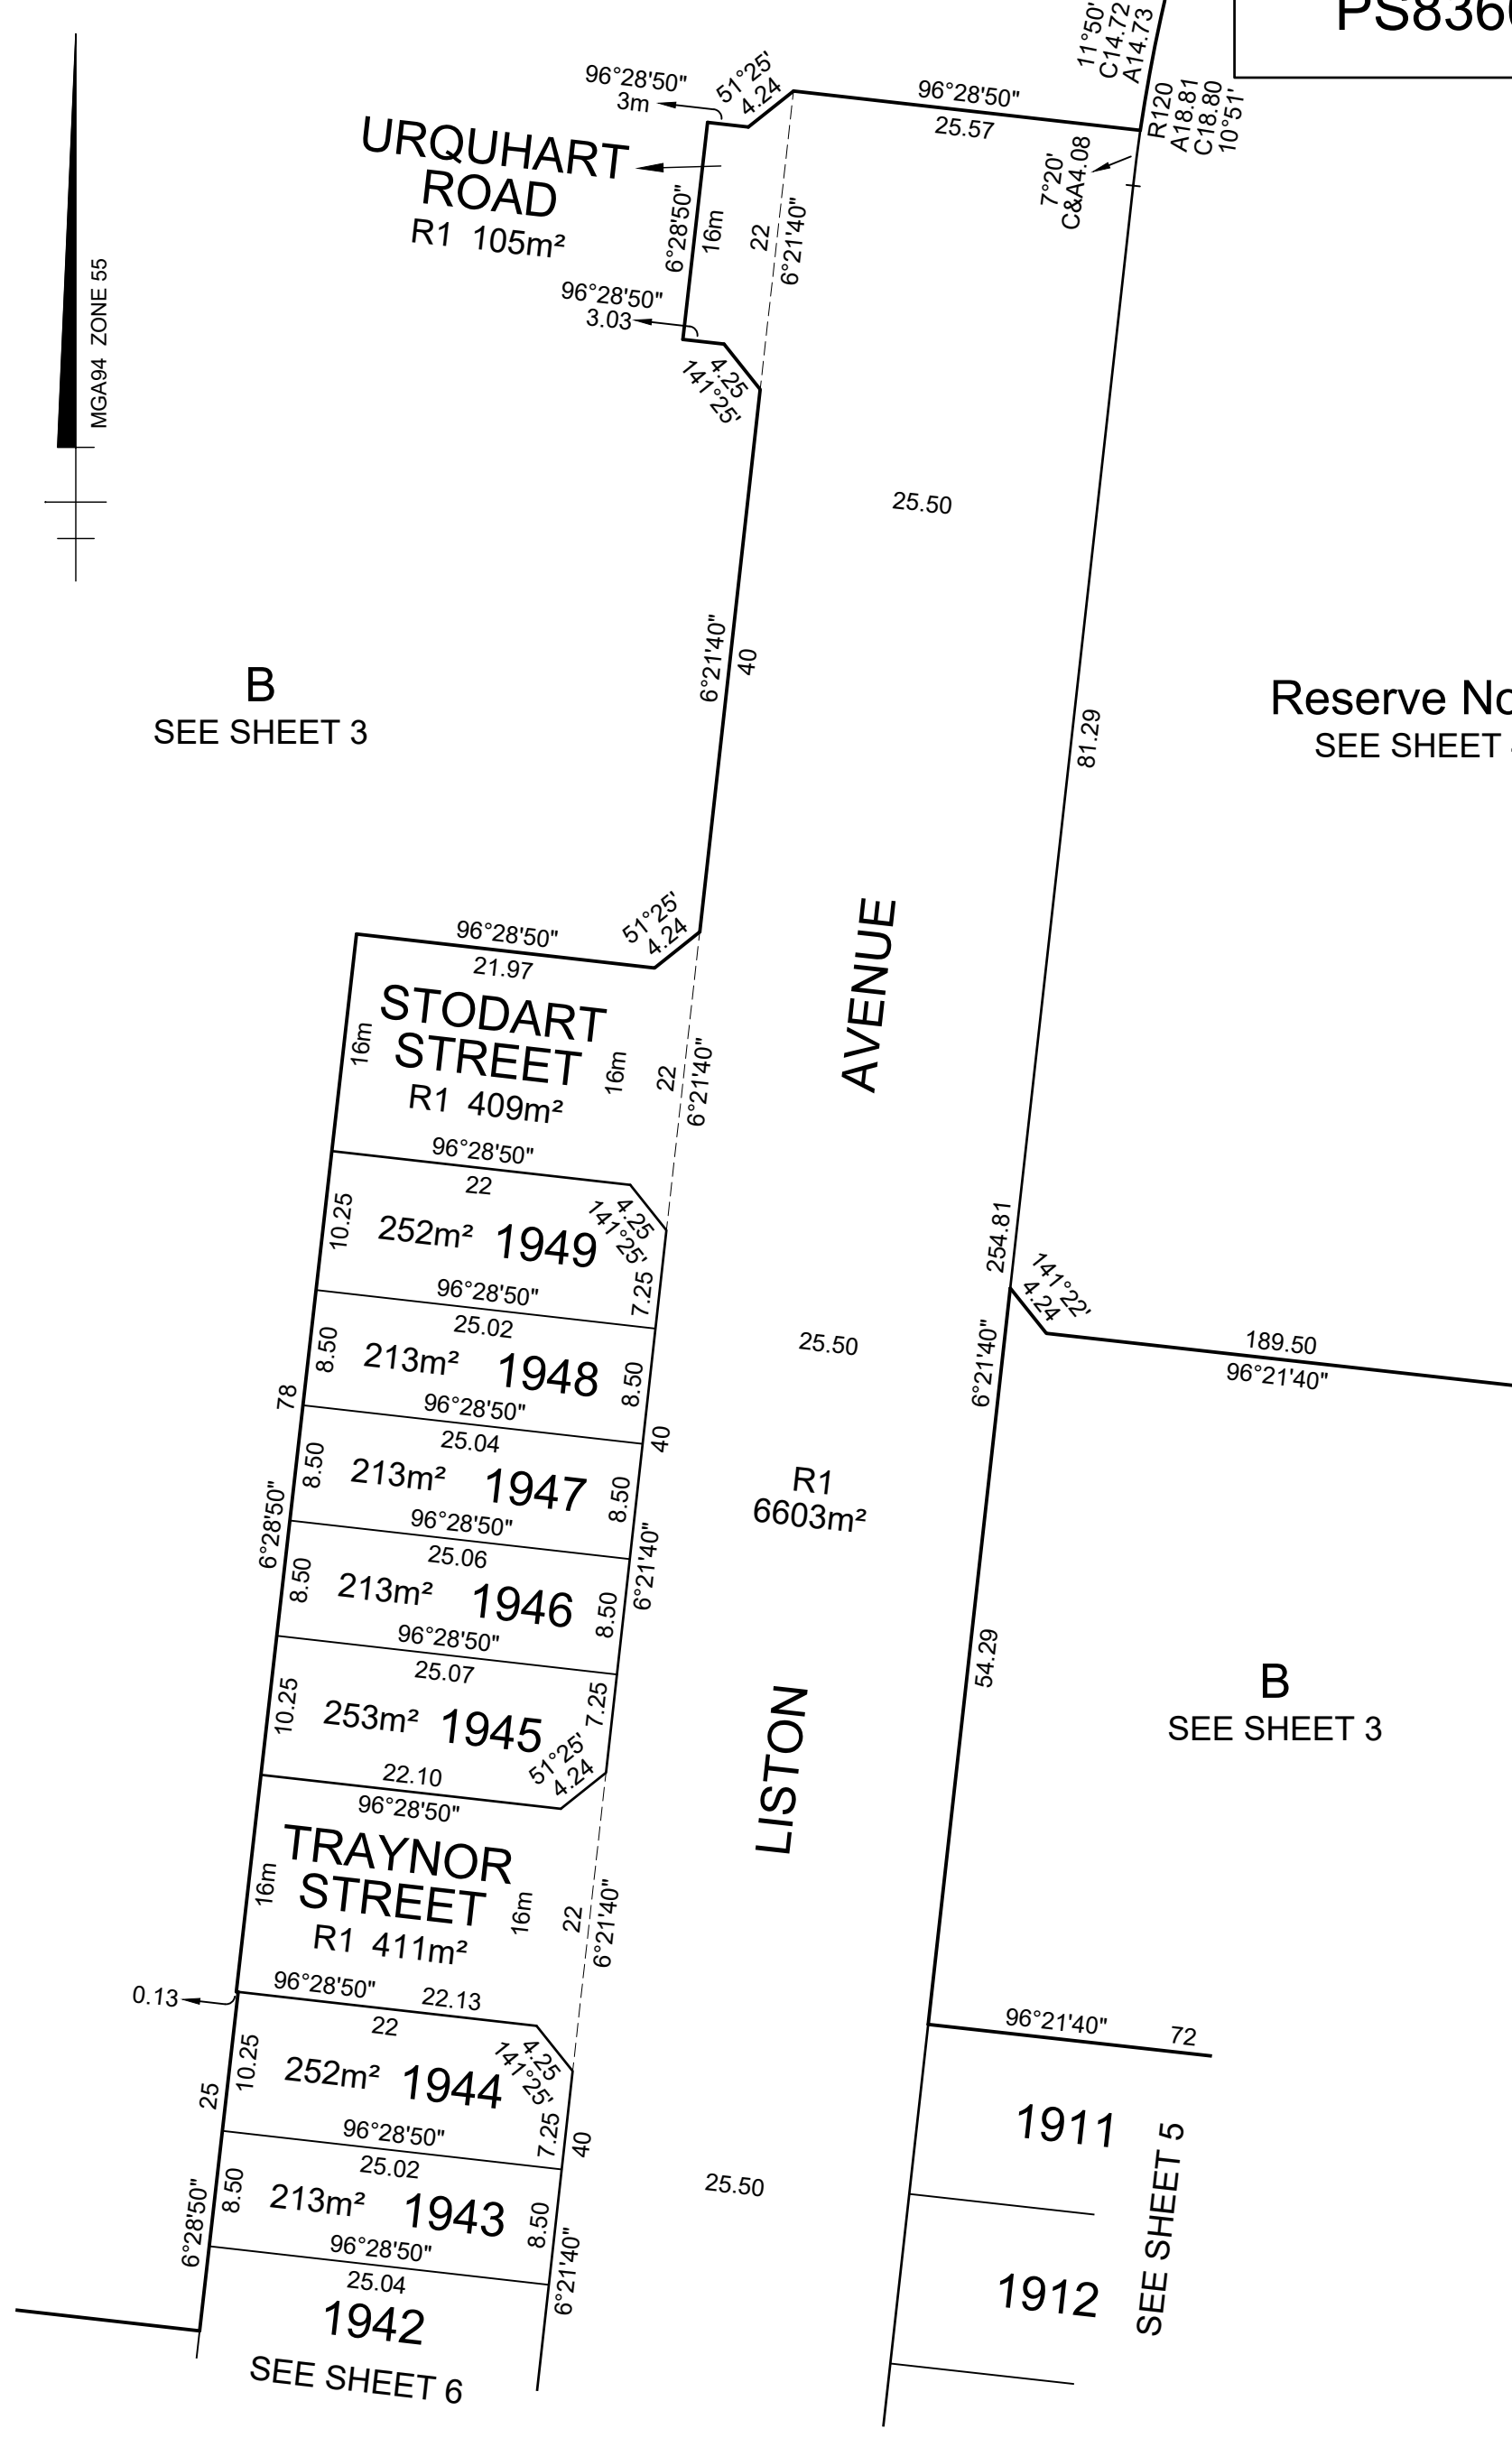 PS836
11°50'
C14.72
A14.73
R120
A18.81
C18.80
10°51'
96°28'50"
3m
51°25'
4.24
96°28'50"
25.57
7°20'
C&A4.08
URQUHART
ROAD
R1 105m²
6°28'50"
16m
22
6°21'40"
96°28'50"
3.03
4.25
141°25'
MGA94 ZONE 55
25.50
6°21'40"
40
B
SEE SHEET 3
81.29
Reserve No
SEE SHEET
AVENUE
96°28'50"
21.97
51°25'
4.24
STODART
STREET
R1 409m²
16m
16m
22
6°21'40"
96°28'50"
22
4.25
141°25'
10.25
252m² 1949
7.25
96°28'50"
25.02
8.50
213m² 1948
8.50
96°28'50"
25.04
78
40
8.50
213m² 1947
8.50
96°28'50"
25.06
6°28'50"
6°21'40"
8.50
213m² 1946
8.50
96°28'50"
25.07
10.25
253m² 1945
7.25
51°25'
4.24
22.10
96°28'50"
254.81
141°22'
4.24
25.50
6°21'40"
189.50
96°21'40"
R1
6603m²
54.29
LISTON
B
SEE SHEET 3
TRAYNOR
STREET
R1 411m²
16m
16m
22
6°21'40"
0.13
96°28'50" 22.13
22
4.25
141°25'
10.25
252m² 1944
7.25
25
40
96°28'50"
25.02
8.50
213m² 1943
8.50
6°28'50"
6°21'40"
96°28'50"
25.04
1942
SEE SHEET 6
25.50
96°21'40" 72
1911
1912
SEE SHEET 5